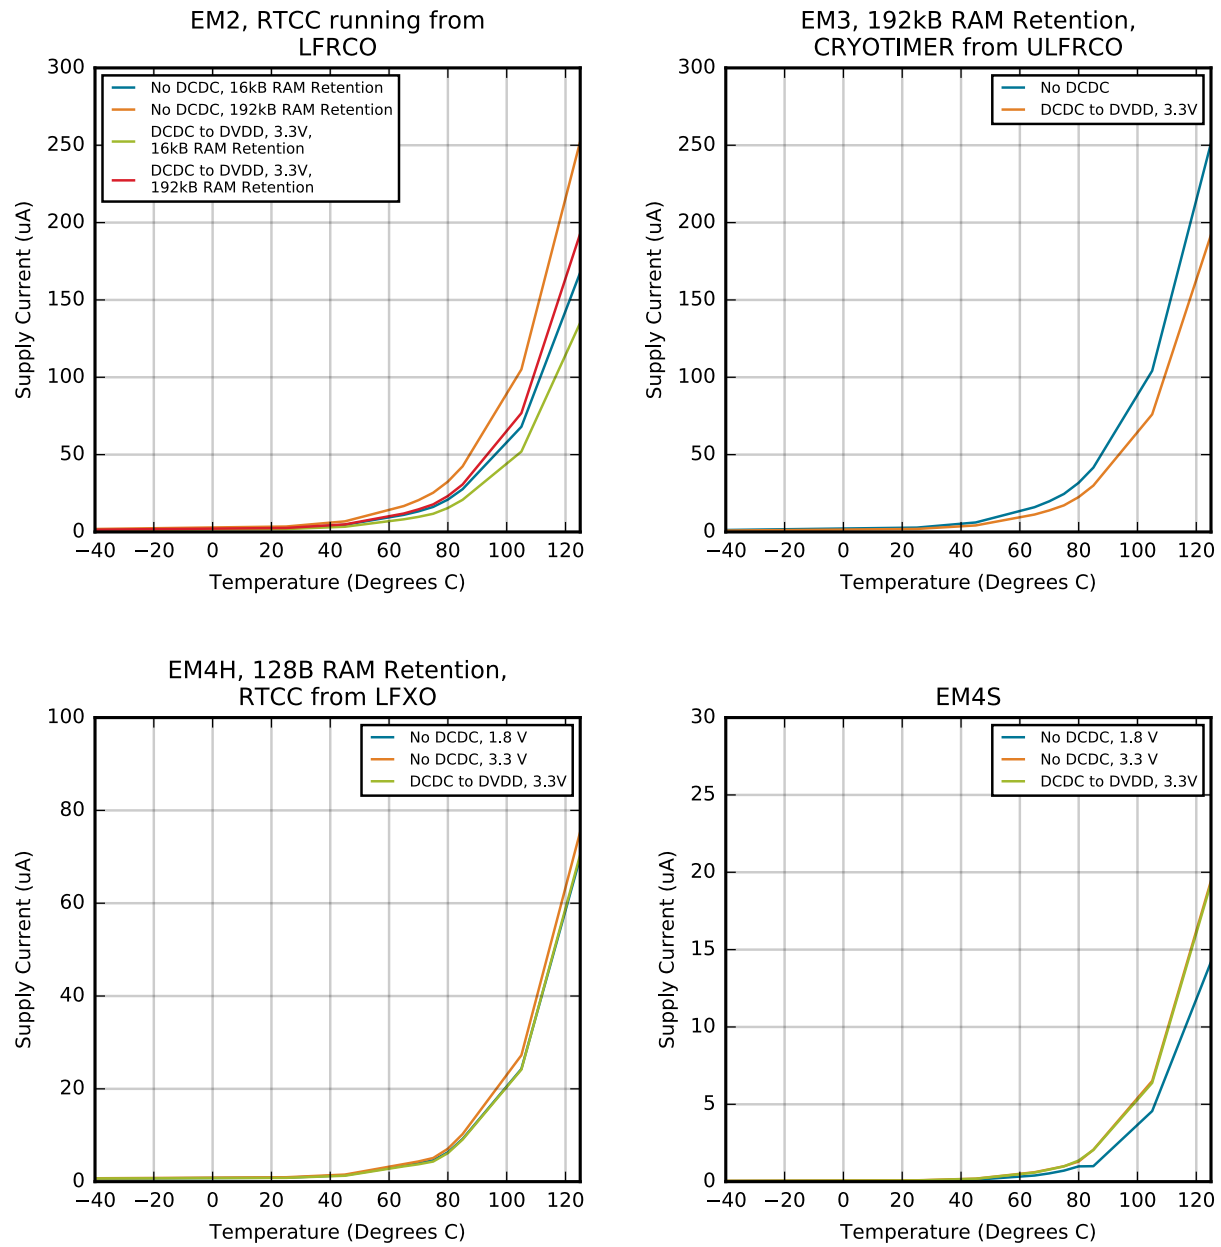 EM2, RTCC running from
LFRCO
300
250
200
150
100
50
0
Supply Current (uA)
No DCDC, 16kB RAM Retention
No DCDC, 192kB RAM Retention
DCDC to DVDD, 3.3V,
16kB RAM Retention
DCDC to DVDD, 3.3V,
192kB RAM Retention
−40 −20 0 20 40 60 80 100 120
Temperature (Degrees C)
EM3, 192kB RAM Retention,
CRYOTIMER from ULFRCO
300
250
200
150
100
50
0
Supply Current (uA)
No DCDC
DCDC to DVDD, 3.3V
−40 −20 0 20 40 60 80 100 120
Temperature (Degrees C)
EM4H, 128B RAM Retention,
RTCC from LFXO
100
80
60
40
20
0
Supply Current (uA)
No DCDC, 1.8 V
No DCDC, 3.3 V
DCDC to DVDD, 3.3V
−40 −20 0 20 40 60 80 100 120
Temperature (Degrees C)
EM4S
30
25
20
15
10
5
0
Supply Current (uA)
No DCDC, 1.8 V
No DCDC, 3.3 V
DCDC to DVDD, 3.3V
−40 −20 0 20 40 60 80 100 120
Temperature (Degrees C)